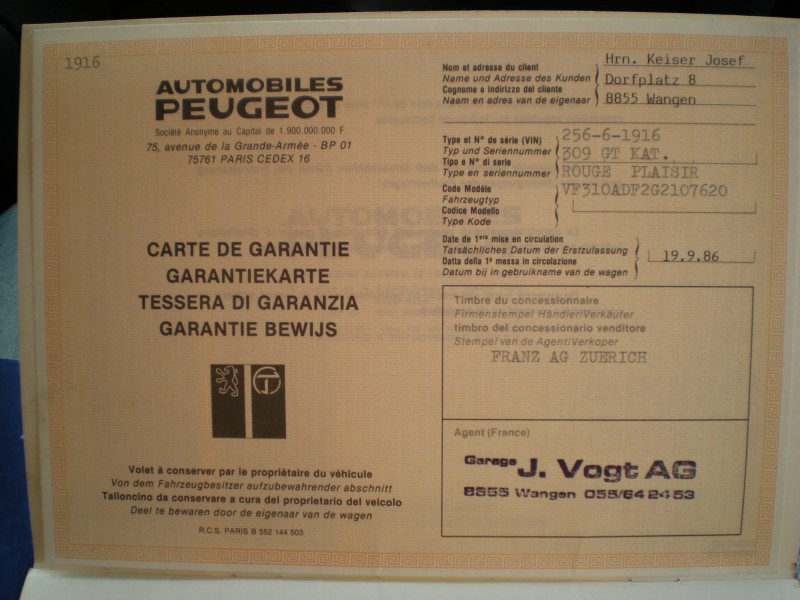 1916
AUTOMOBILES
PEUGEOT
Société Anonyme au Capital de 1.900.000.000 F
75, avenue de la Grande-Armée - BP 01
75761 PARIS CEDEX 16
CARTE DE GARANTIE
GARANTIEKARTE
TESSERA DI GARANZIA
GARANTIE BEWIJS
Volet à conserver par le propriétaire du véhicule
Von dem Fahrzeugbesitzer aufzubewahrender abschnitt
Talloncino da conservare a cura del proprietario del veicolo
Deel te bewaren door de eigenaar van de wagen
R.C.S. PARIS B 552 144 503
Nom et adresse du client
Name und Adresse des Kunden
Cognome e indirizzo del cliente
Naam en adres van de eigenaar
Hrn. Keiser Josef
Dorfplatz 8
8855 Wangen
Type et N° de série (VIN)
Typ und Seriennummer
Tipo e N° di serie
Type en seriennummer
256-6-1916
309 GT KAT.
ROUGE PLAISIR
Code Modèle
Fahrzeugtyp
Codice Modello
Type Kode
VF310ADF2G2107620
Date de 1ère mise en circulation
Tatsächliches Datum der Erstzulassung
Datta della 1ª messa in circolazione
Datum bij in gebruikname van de wagen
19.9.86
Timbre du concessionnaire
Firmenstempel Händler/Verkäufer
timbro del concessionario venditore
Stempel van de Agent/Verkoper
FRANZ AG ZUERICH
Agent (France)
Garage J. Vogt AG
8855 Wangen 055/64 24 53